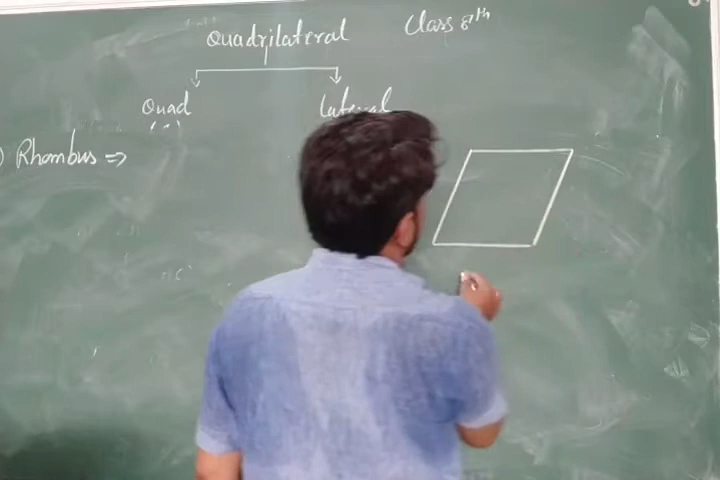 Quadrilateral Class 8th
Quad Lateral
) Rhombus ⇒